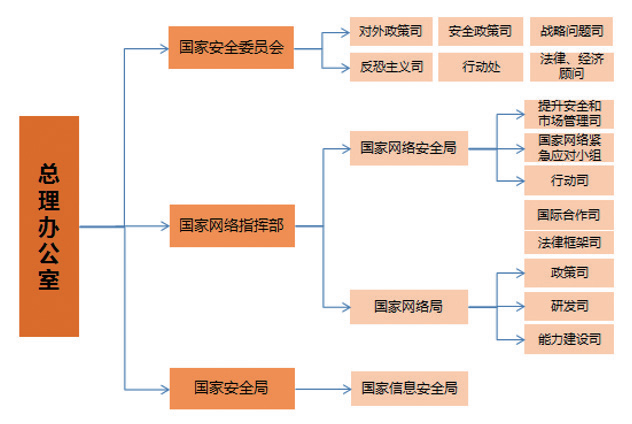 总
理
办
公
室
国家安全委员会
对外政策司
安全政策司
战略问题司
反恐主义司
行动处
法律、经济
顾问
国家网络指挥部
国家网络安全局
提升安全和
市场管理司
国家网络紧
急应对小组
行动司
国际合作司
法律框架司
国家网络局
政策司
研发司
能力建设司
国家安全局
国家信息安全局